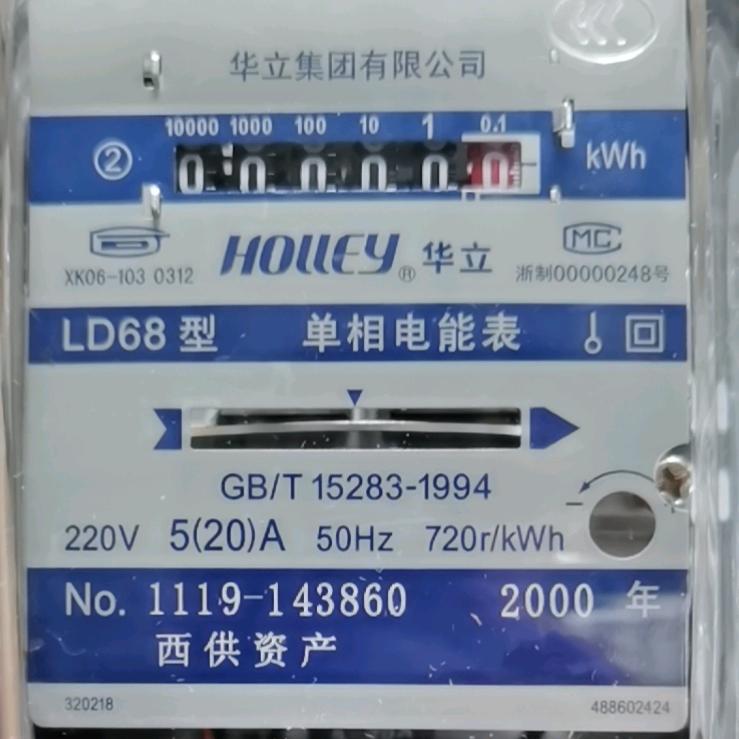 华立集团有限公司
10000 1000 100 10 1 0.1
② 0 0 0 0 0 0 kWh
MC
XK06-103 0312 HOLLEY® 华立 浙制00000248号
LD68 型 单相电能表
GB/T 15283-1994
220V 5(20)A 50Hz 720r/kWh
No. 1119-143860 2000 年
西供资产
320218 488602424